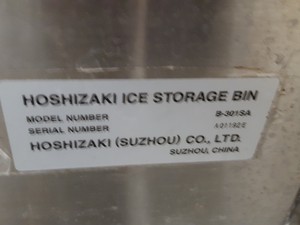 HOSHIZAKI ICE STORAGE BIN
MODEL NUMBER B-301SA
SERIAL NUMBER
HOSHIZAKI (SUZHOU) CO., LTD.
SUZHOU, CHINA